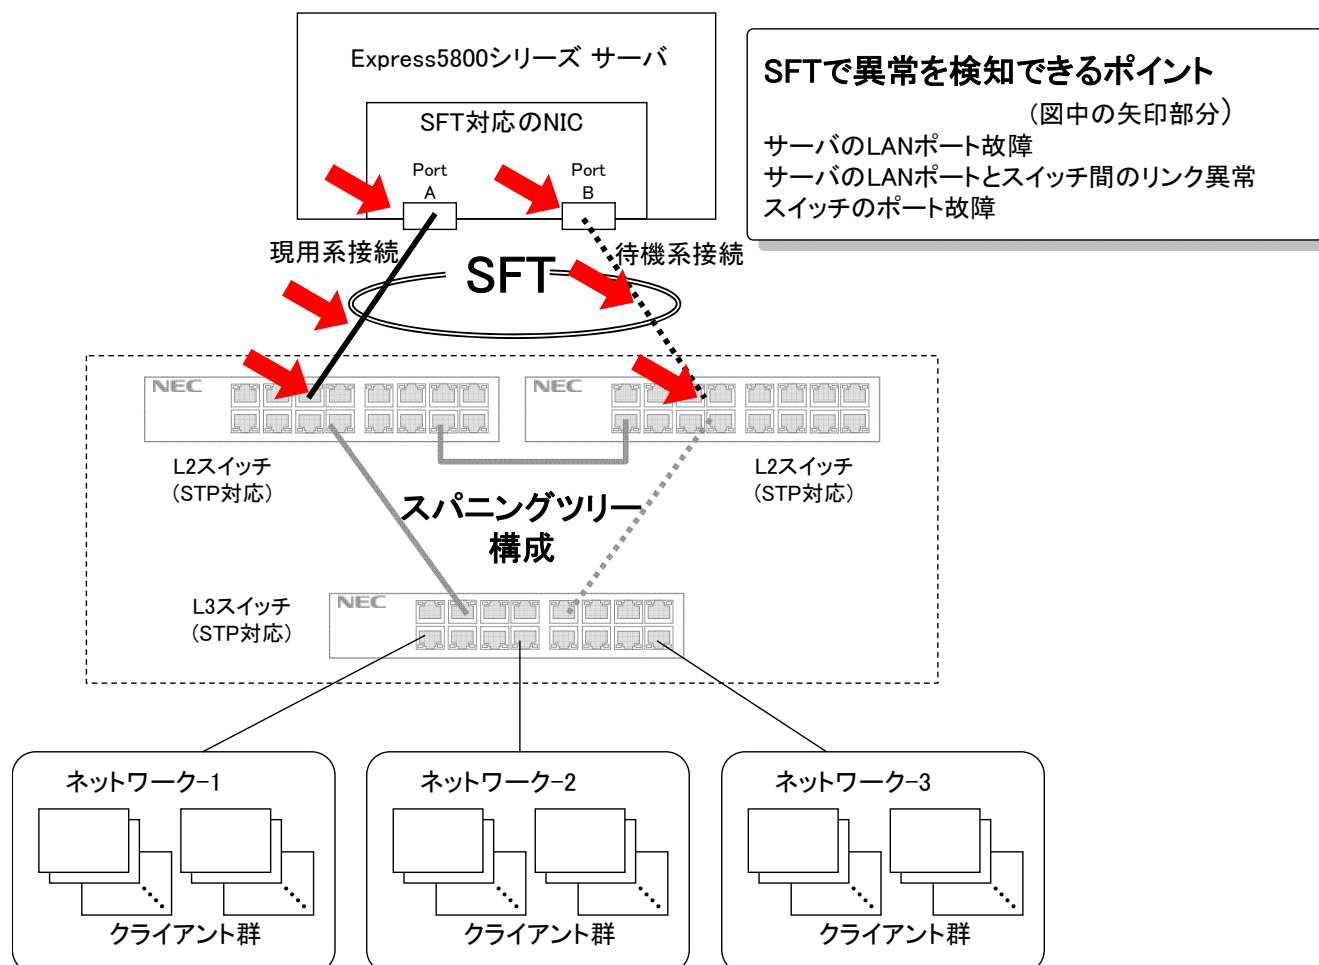 Express5800シリーズ サーバ
SFT対応のNIC
Port
A
Port
B
SFTで異常を検知できるポイント
(図中の矢印部分)
サーバのLANポート故障
サーバのLANポートとスイッチ間のリンク異常
スイッチのポート故障
現用系接続
SFT
待機系接続
NEC
NEC
L2スイッチ
(STP対応)
L2スイッチ
(STP対応)
スパニングツリー
構成
L3スイッチ
(STP対応)
NEC
ネットワーク-1
クライアント群
ネットワーク-2
クライアント群
ネットワーク-3
クライアント群